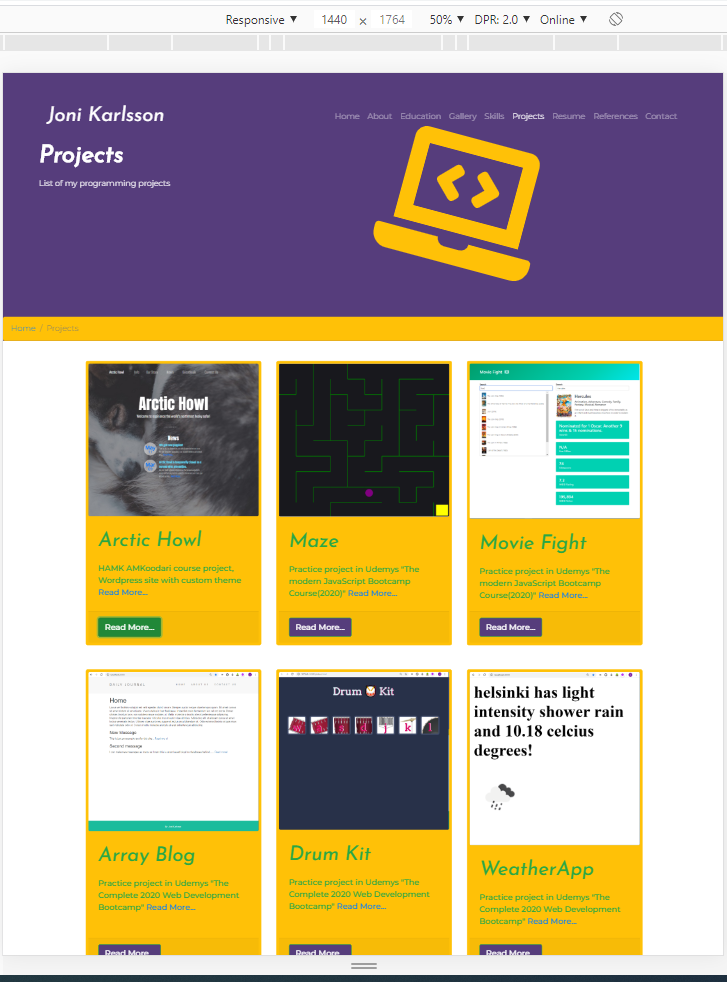 Responsive ▼ 1440 × 1764 50% ▼ DPR: 2.0 ▼ Online ▼
Joni Karlsson
Home About Education Gallery Skills Projects Resume References Contact
Projects
List of my programming projects
Home / Projects
Arctic Howl
Arctic Howl
News
Arctic Howl
HAMK AMKoodari course project,
Wordpress site with custom theme
Read More...
Read More...
Maze
Practice project in Udemys "The
modern JavaScript Bootcamp
Course(2020)" Read More...
Read More...
Movie Fight
Hercules
Movie Fight
Practice project in Udemys "The
modern JavaScript Bootcamp
Course(2020)" Read More...
Read More...
DAILY JOURNAL
Home
Array Blog
Practice project in Udemys "The
Complete 2020 Web Development
Bootcamp" Read More...
Read More...
Drum Kit
Drum Kit
Practice project in Udemys "The
Complete 2020 Web Development
Bootcamp" Read More...
Read More...
helsinki has light
intensity shower rain
and 10.18 celcius
degrees!
WeatherApp
Practice project in Udemys "The
Complete 2020 Web Development
Bootcamp" Read More...
Read More...